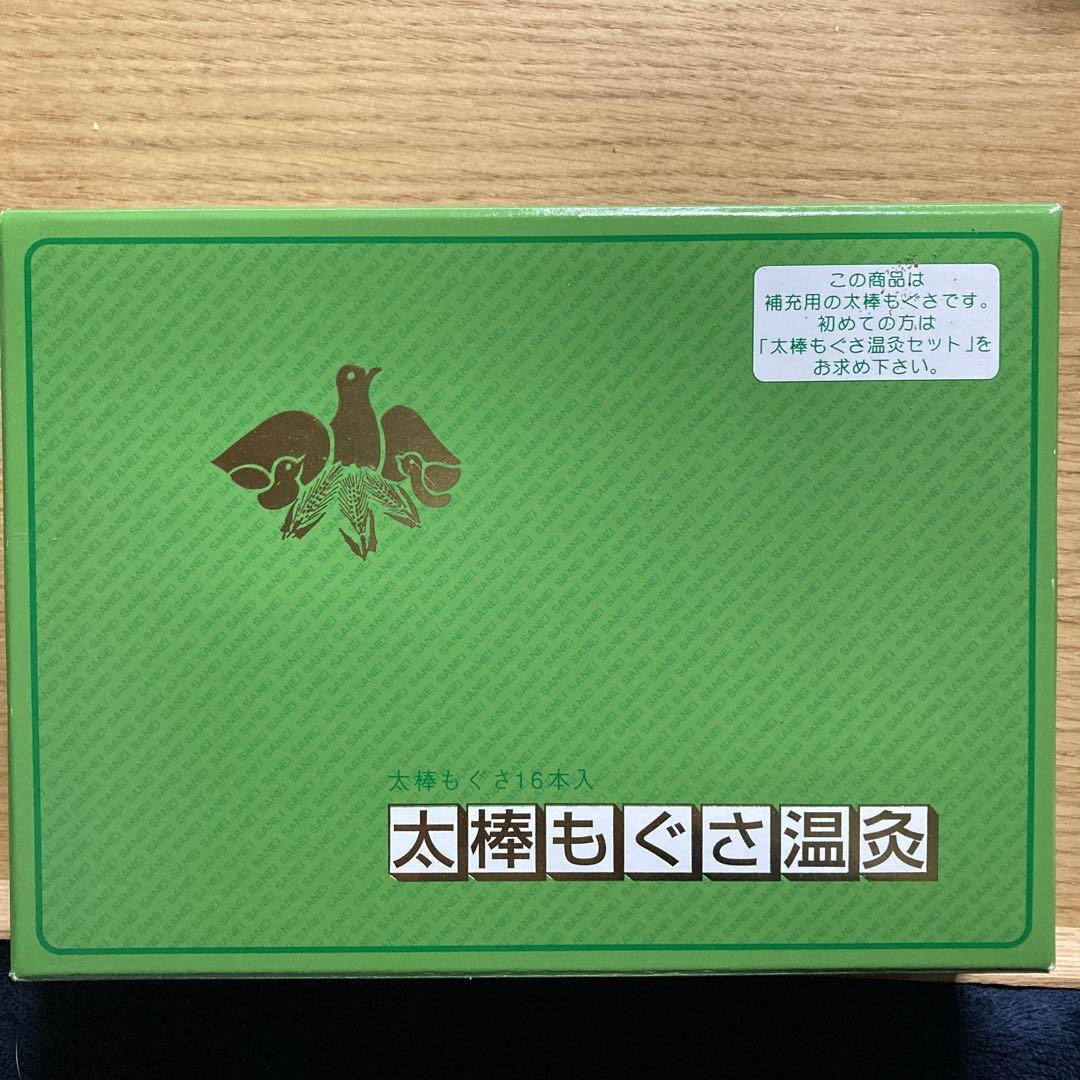 この商品は
補充用の太棒もぐさです。
初めての方は
「太棒もぐさ温灸セット」を
お求め下さい。
太棒もぐさ16本入
太棒もぐさ温灸
SANEI